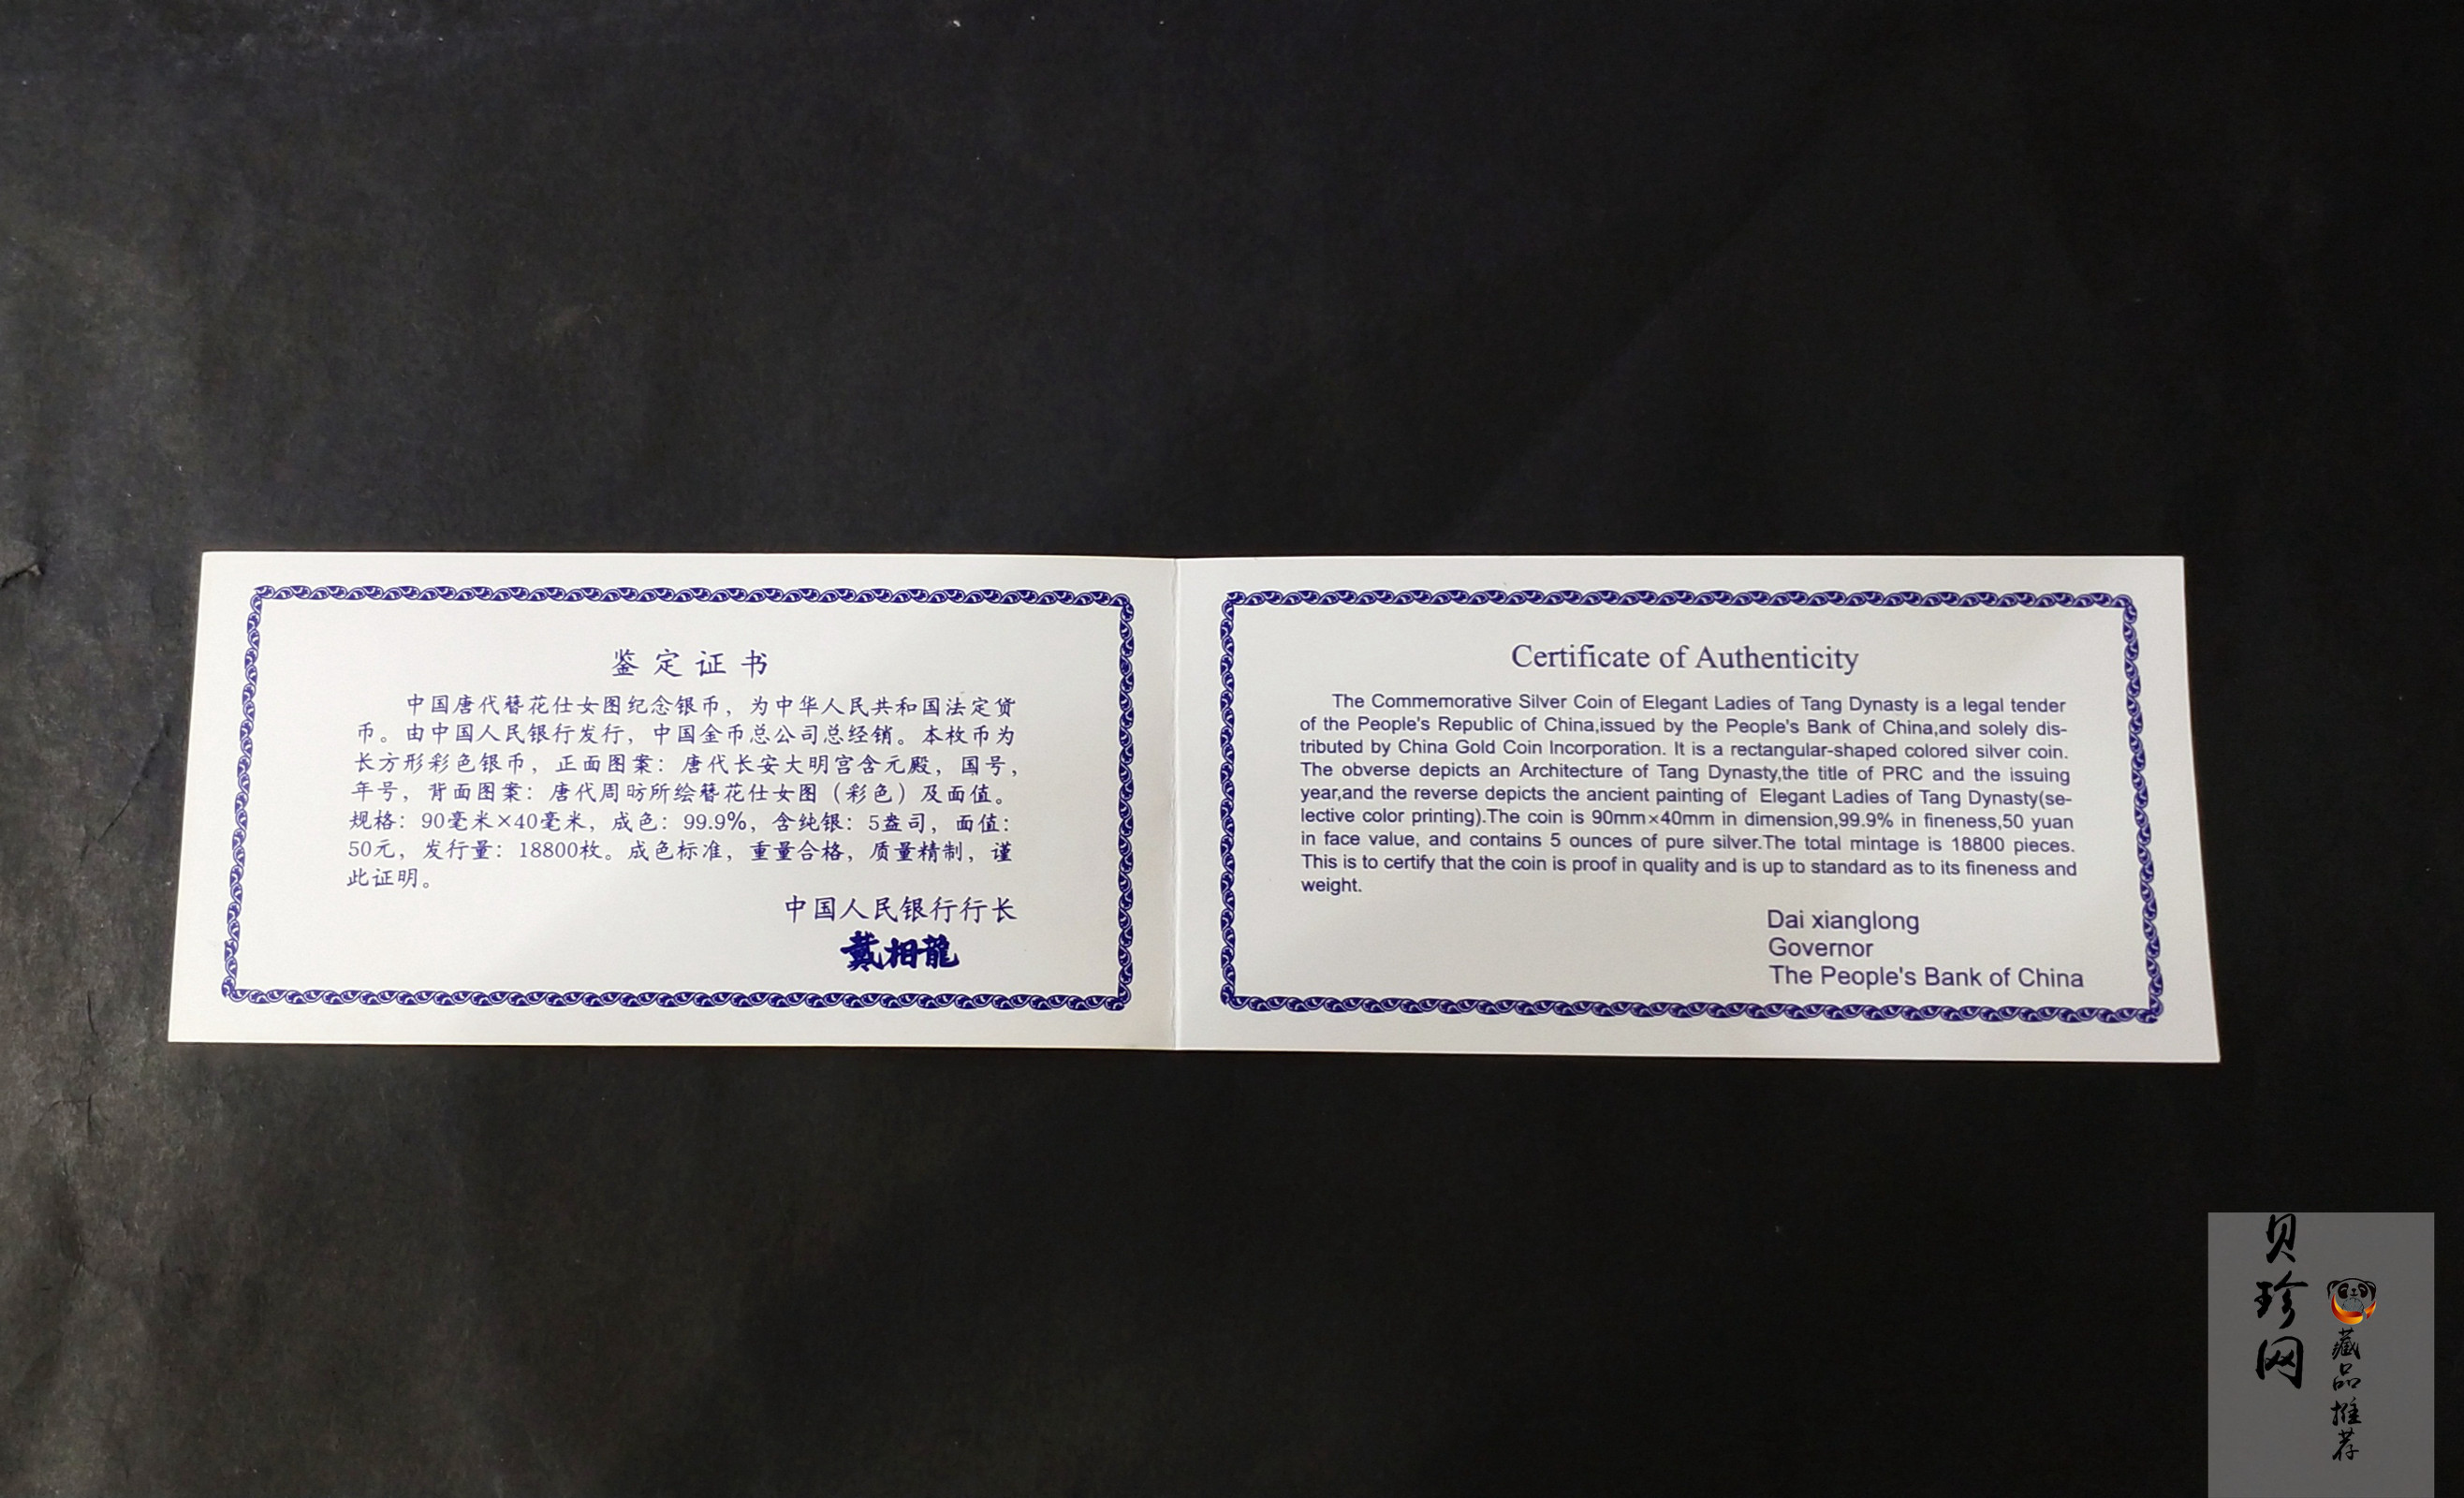 鉴定证书
中国唐代簪花仕女图纪念银币，为中华人民共和国法定货
币。由中国人民银行发行，中国金币总公司总经销。本枚币为
长方形彩色银币，正面图案：唐代长安大明宫含元殿，国号，
年号，背面图案：唐代周昉所绘簪花仕女图（彩色）及面值。
规格：90毫米×40毫米，成色：99.9%，含纯银：5盎司，面值：
50元，发行量：18800枚。成色标准，重量合格，质量精制，谨
此证明。
中国人民银行行长
戴相龍
Certificate of Authenticity
The Commemorative Silver Coin of Elegant Ladies of Tang Dynasty is a legal tender
of the People's Republic of China,issued by the People's Bank of China,and solely dis-
tributed by China Gold Coin Incorporation. It is a rectangular-shaped colored silver coin.
The obverse depicts an Architecture of Tang Dynasty,the title of PRC and the issuing
year,and the reverse depicts the ancient painting of Elegant Ladies of Tang Dynasty(se-
lective color printing).The coin is 90mm×40mm in dimension,99.9% in fineness,50 yuan
in face value, and contains 5 ounces of pure silver.The total mintage is 18800 pieces.
This is to certify that the coin is proof in quality and is up to standard as to its fineness and
weight.
Dai xianglong
Governor
The People's Bank of China
贝珍网
藏品推荐